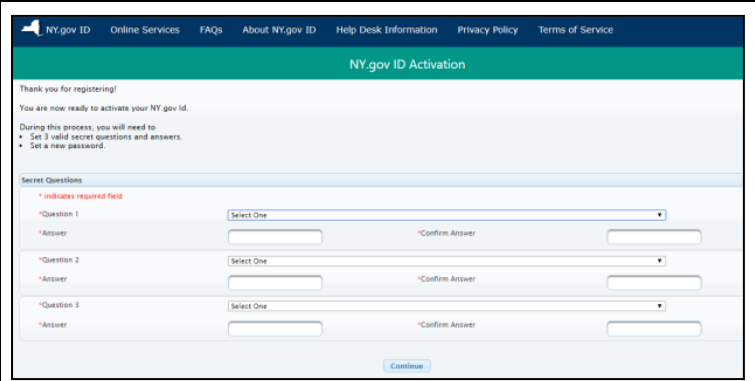 NY.gov ID Online Services FAQs About NY.gov ID Help Desk Information Privacy Policy Terms of Service
NY.gov ID Activation
Thank you for registering!
You are now ready to activate your NY.gov Id.
During this process, you will need to
• Set 3 valid secret questions and answers.
• Set a new password.
Secret Questions
* indicates required field
*Question 1 Select One
*Answer *Confirm Answer
*Question 2 Select One
*Answer *Confirm Answer
*Question 3 Select One
*Answer *Confirm Answer
Continue